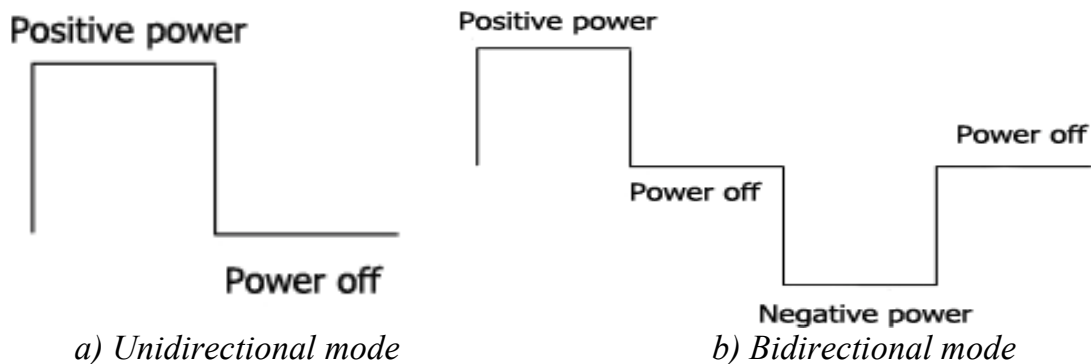 Positive power
Power off
a) Unidirectional mode
Positive power
Power off
Power off
Negative power
b) Bidirectional mode